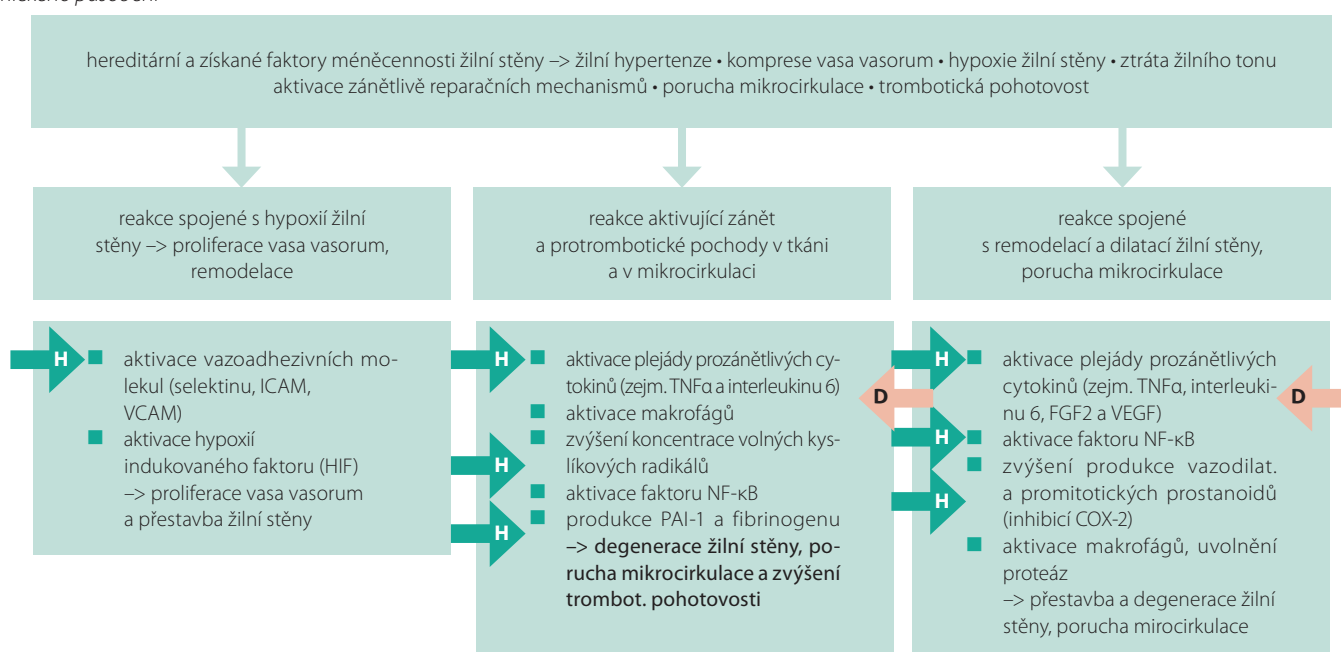 hereditární a získané faktory méněcennosti žilní stěny –> žilní hypertenze • komprese vasa vasorum • hypoxie žilní stěny • ztráta žilního tonu
aktivace zánětlivě reparačních mechanismů • porucha mikrocirkulace • trombotická pohotovost
reakce spojené s hypoxií žilní
stěny –> proliferace vasa vasorum,
remodelace
reakce aktivující zánět
a protrombotické pochody v tkáni
a v mikrocirkulaci
reakce spojené
s remodelací a dilatací žilní stěny,
porucha mikrocirkulace
H
■ aktivace vazoadhezivních mo-
lekul (selektinu, ICAM,
VCAM)
■ aktivace hypoxií
indukovaného faktoru (HIF)
–> proliferace vasa vasorum
a přestavba žilní stěny
H
■ aktivace plejády prozánětlivých cy-
tokinů (zejm. TNFα a interleukinu 6)
D
■ aktivace makrofágů
■ zvýšení koncentrace volných kys-
líkových radikálů
H
■ aktivace faktoru NF-κB
■ produkce PAI-1 a fibrinogenu
H
–> degenerace žilní stěny, po-
rucha mikrocirkulace a zvýšení
trombot. pohotovosti
H
■ aktivace plejády prozánětlivých
cytokinů (zejm. TNFα, interleuki-
nu 6, FGF2 a VEGF)
D
H
■ aktivace faktoru NF-κB
■ zvýšení produkce vazodilat.
a promitotických prostanoidů
(inhibicí COX-2)
H
■ aktivace makrofágů, uvolnění
proteáz
–> přestavba a degenerace žilní
stěny, porucha mirocirkulace